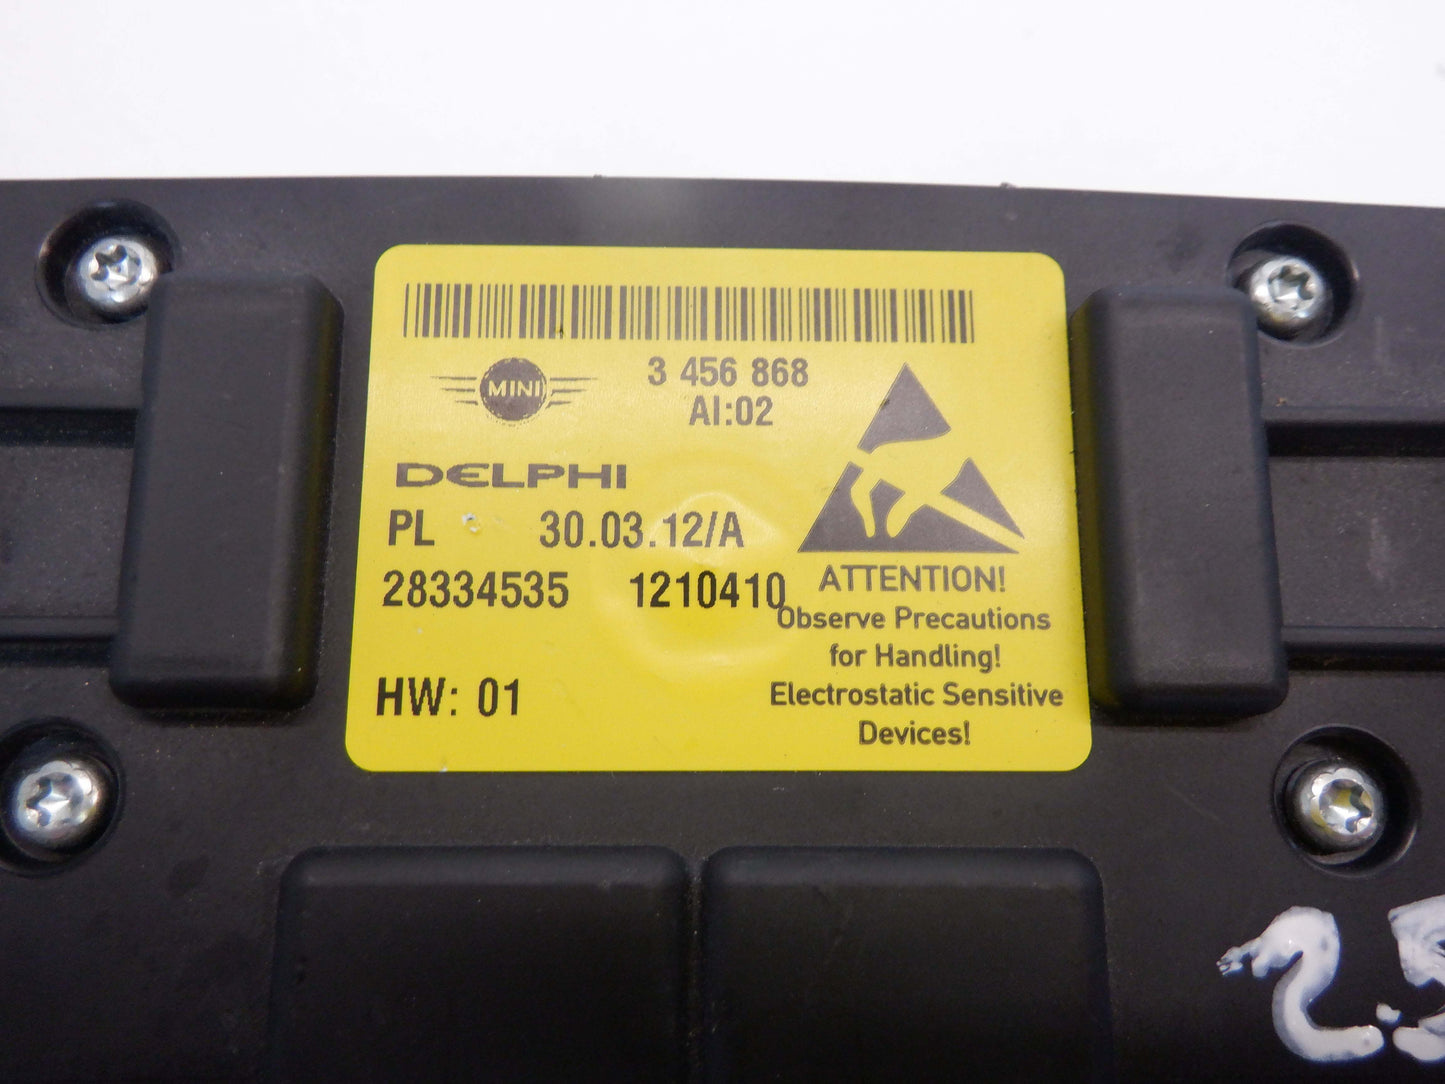 MINI
3 456 868
AI:02
DELPHI
PL 30.03.12/A
28334535 1210410
HW: 01
ATTENTION!
Observe Precautions
for Handling!
Electrostatic Sensitive
Devices!